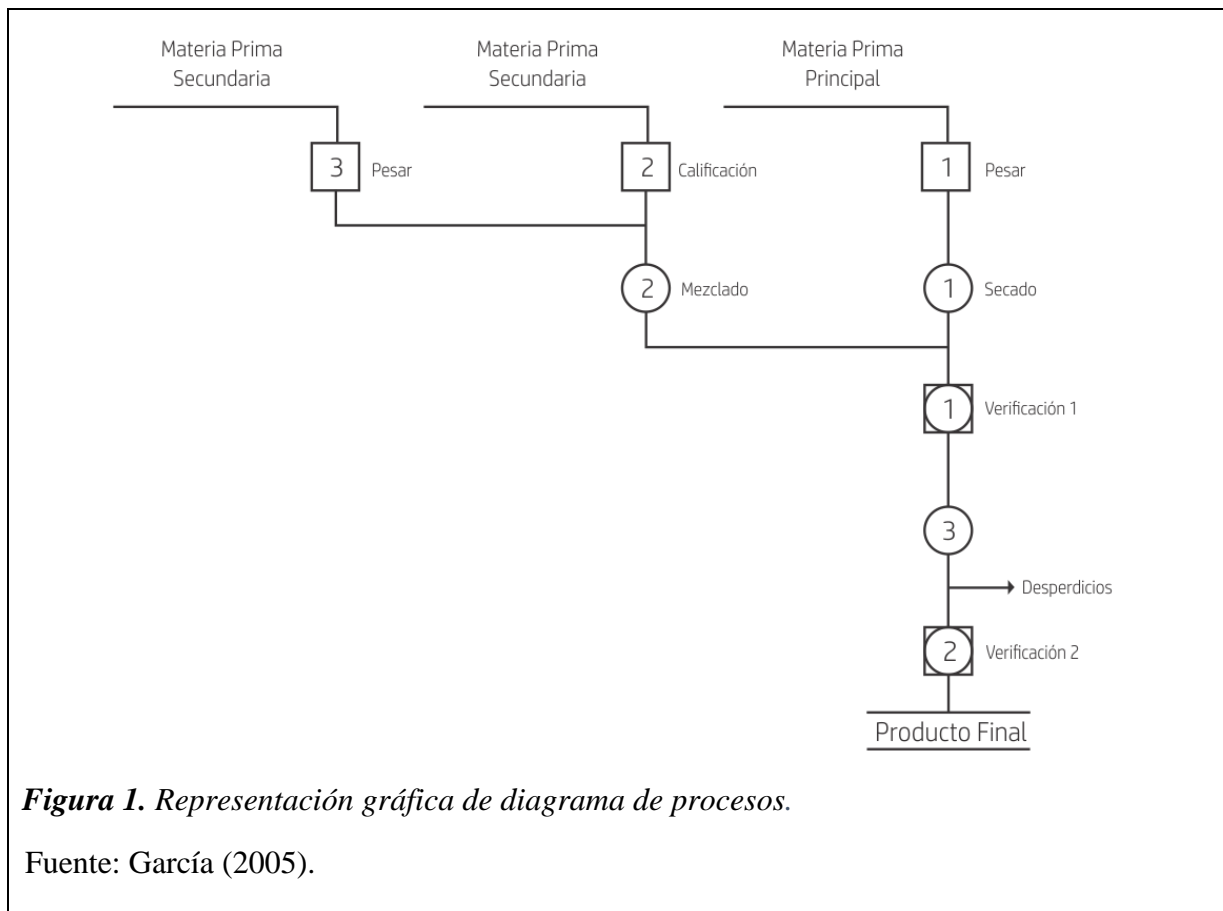 Materia Prima
Secundaria
Materia Prima
Secundaria
Materia Prima
Principal
3 Pesar
2 Calificación
1 Pesar
2 Mezclado
1 Secado
1 Verificación 1
3
Desperdicios
2 Verificación 2
Producto Final
Figura 1. Representación gráfica de diagrama de procesos.
Fuente: García (2005).